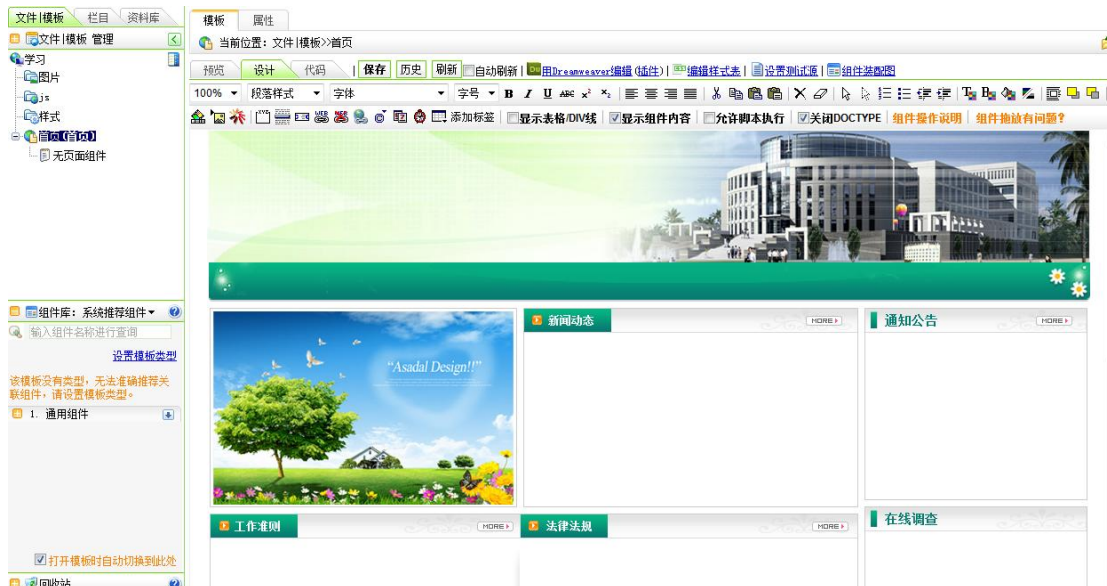 文件|模板 栏目 资料库
文件|模板 管理
学习
图片
js
样式
首页(首页)
无页面组件
组件库：系统推荐组件
输入组件名称进行查询
设置模板类型
该模板没有类型，无法准确推荐关
联组件，请设置模板类型。
1. 通用组件
打开模板时自动切换到此处
回收站
模板 属性
当前位置：文件|模板>>首页
预览 设计 代码 | 保存 历史 刷新 自动刷新 | 用Dreamweaver编辑 (插件) | 编辑样式表 | 设置测试源 | 组件装配图
100% 段落样式 字体 字号 B I U ABC x² x₂
添加标签 显示表格/DIV线 显示组件内容 允许脚本执行 关闭DOCTYPE 组件操作说明 组件拖放有问题?
"Asadal Design!!"
新闻动态 MORE
通知公告 MORE
工作准则 MORE
法律法规 MORE
在线调查